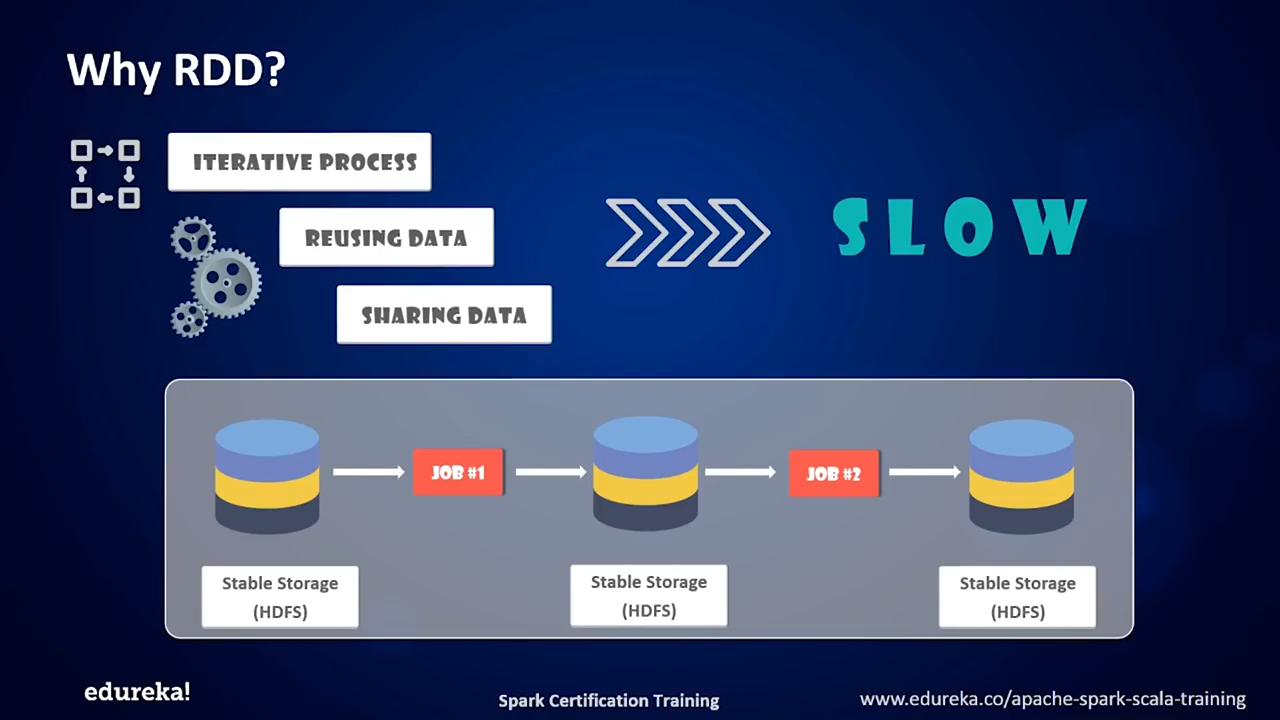 Why RDD?
ITERATIVE PROCESS
REUSING DATA
SHARING DATA
SLOW
JOB #1
JOB #2
Stable Storage
(HDFS)
Stable Storage
(HDFS)
Stable Storage
(HDFS)
edureka!
Spark Certification Training
www.edureka.co/apache-spark-scala-training